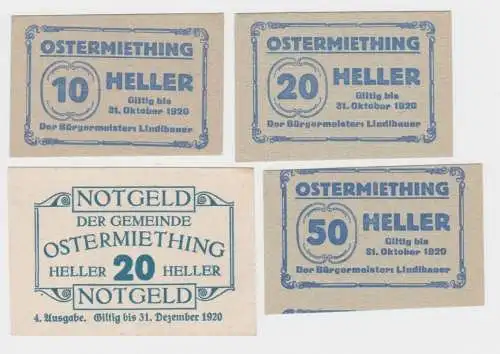 OSTERMIETHING
10 HELLER
Giltig bis
31. Oktober 1920
Der Bürgermeister: Lindlbauer
OSTERMIETHING
20 HELLER
Giltig bis
31. Oktober 1920
Der Bürgermeister: Lindlbauer
NOTGELD
DER GEMEINDE
OSTERMIETHING
HELLER 20 HELLER
NOTGELD
4. Ausgabe. Giltig bis 31. Dezember 1920
OSTERMIETHING
50 HELLER
Giltig bis
31. Oktober 1920
Der Bürgermeister: Lindlbauer